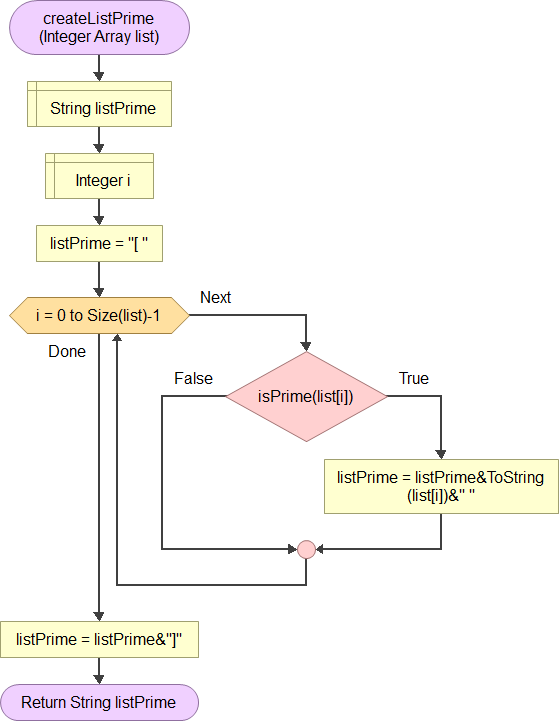 createListPrime
(Integer Array list)
String listPrime
Integer i
listPrime = "[ "
i = 0 to Size(list)-1
Next
Done
False
isPrime(list[i])
True
listPrime = listPrime&ToString
(list[i])&" "
listPrime = listPrime&"]"
Return String listPrime